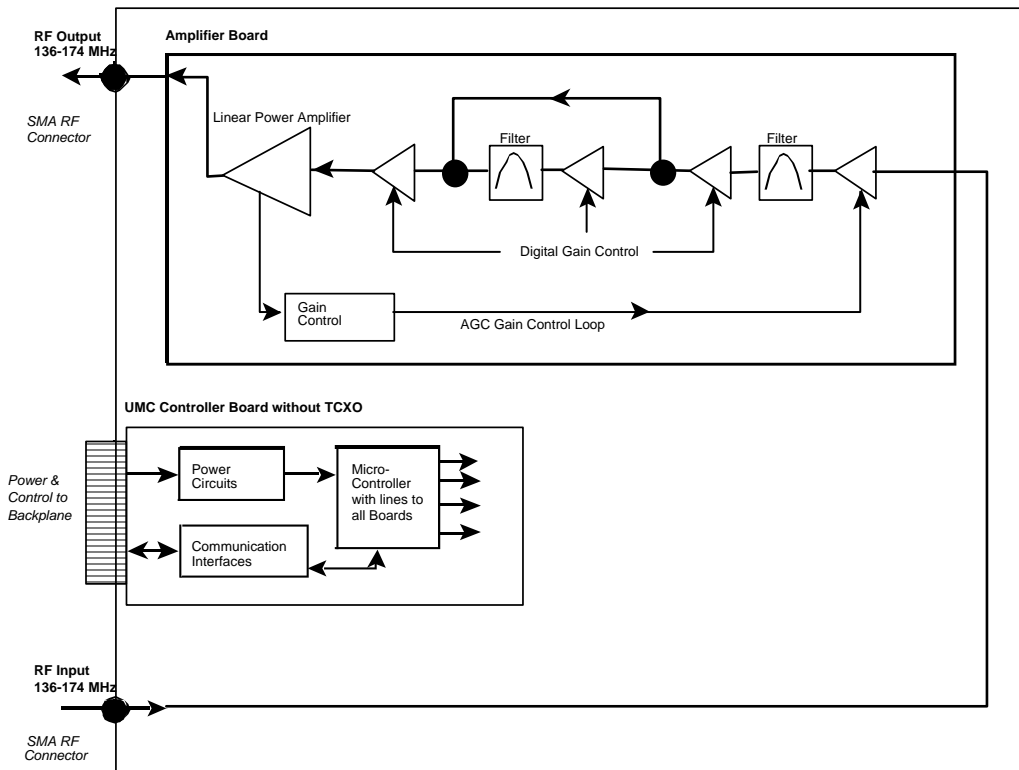 RF Output
136-174 MHz
SMA RF
Connector
Amplifier Board
Linear Power Amplifier
Filter
Filter
Digital Gain Control
Gain
Control
AGC Gain Control Loop
UMC Controller Board without TCXO
Power &
Control to
Backplane
Power
Circuits
Micro-
Controller
with lines to
all Boards
Communication
Interfaces
RF Input
136-174 MHz
SMA RF
Connector